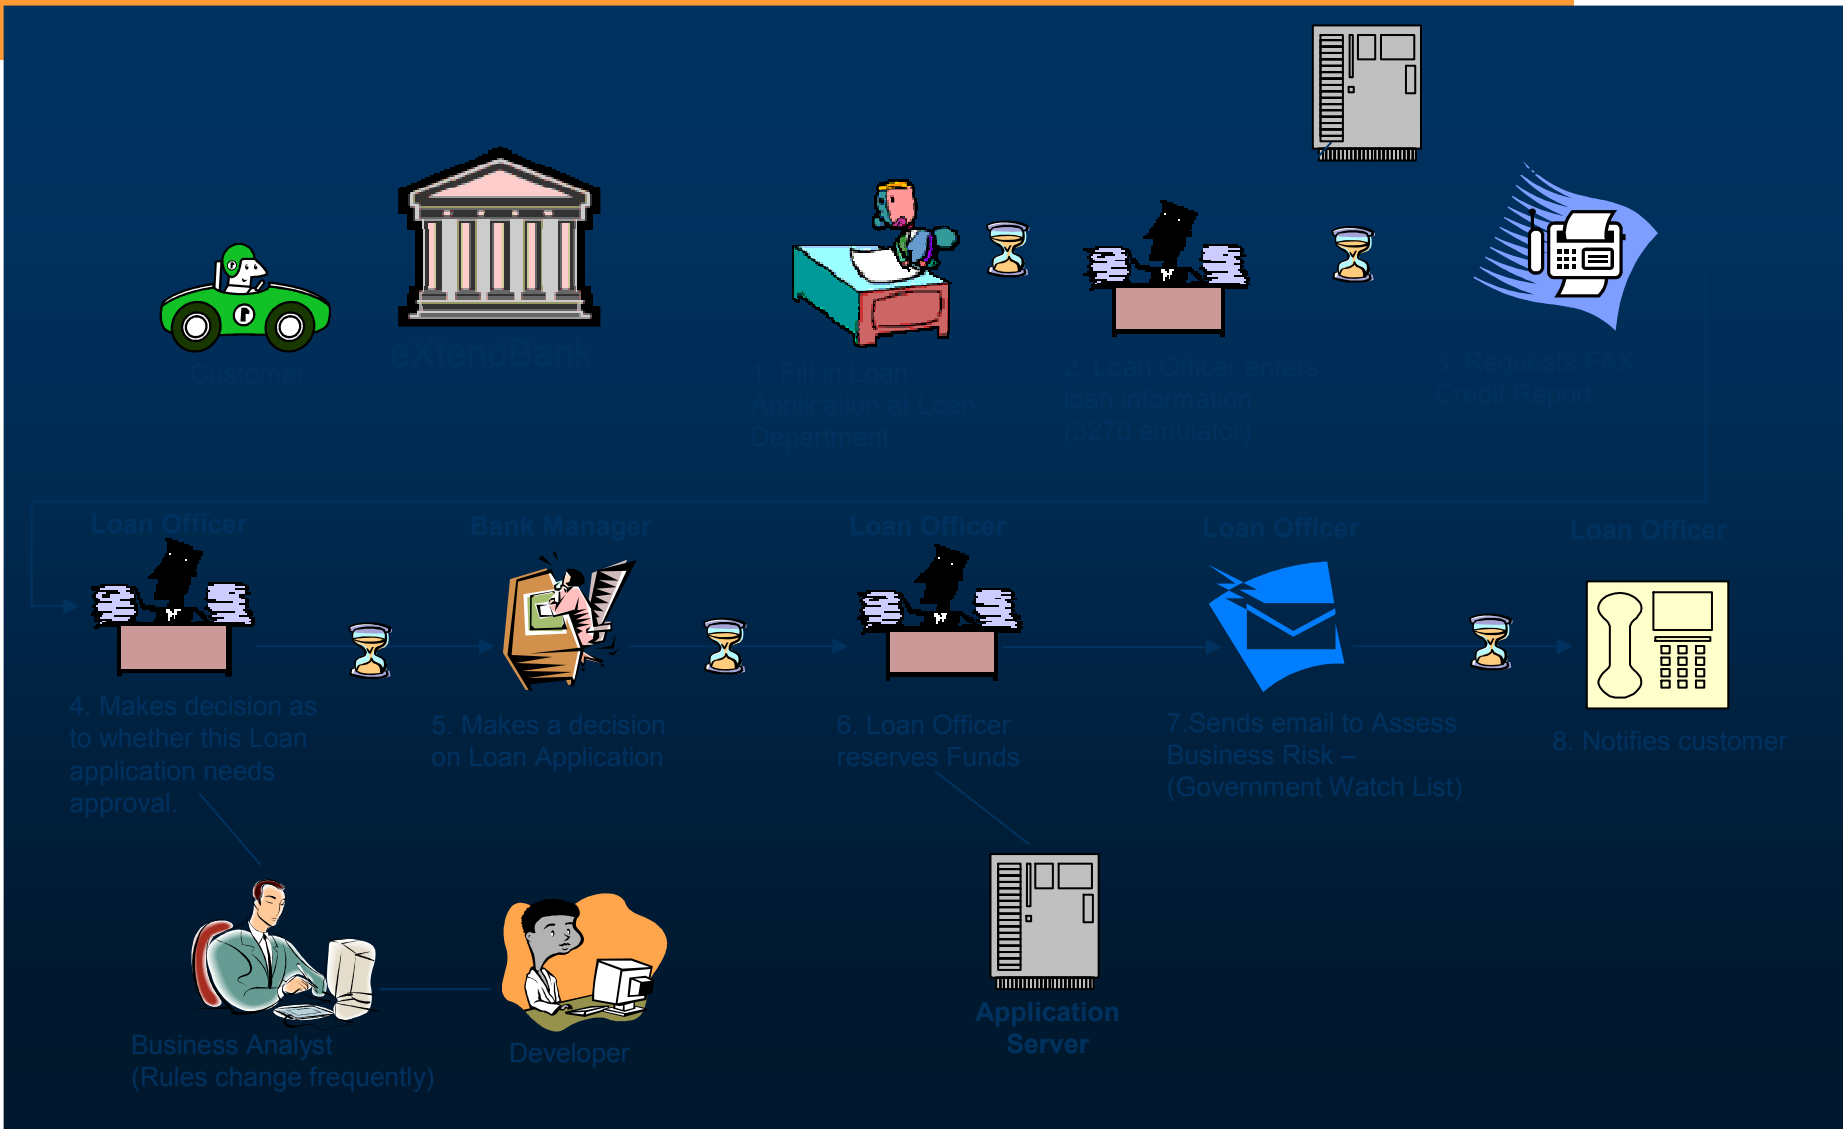 Customer
eXtendBank
1. Fill in Loan
Application at Loan
Department
2. Loan Officer enters
loan information
(3270 emulator)
3. Requests FAX
Credit Report
Loan Officer
Bank Manager
Loan Officer
Loan Officer
Loan Officer
4. Makes decision as
to whether this Loan
application needs
approval.
5. Makes a decision
on Loan Application
6. Loan Officer
reserves Funds
7.Sends email to Assess
Business Risk –
(Government Watch List)
8. Notifies customer
Business Analyst
(Rules change frequently)
Developer
Application
Server